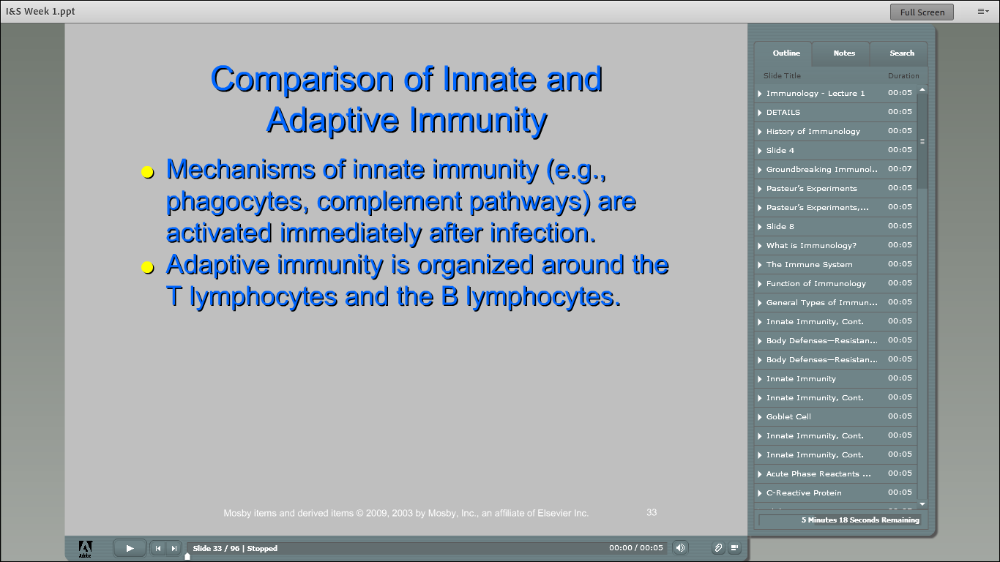 I&S Week 1.ppt
Full Screen
Comparison of Innate and
Adaptive Immunity
Mechanisms of innate immunity (e.g.,
phagocytes, complement pathways) are
activated immediately after infection.
Adaptive immunity is organized around the
T lymphocytes and the B lymphocytes.
Mosby items and derived items © 2009, 2003 by Mosby, Inc., an affiliate of Elsevier Inc. 33
Adobe
Slide 33 / 96 | Stopped 00:00 / 00:05
Outline Notes Search
Slide Title Duration
Immunology - Lecture 1 00:05
DETAILS 00:05
History of Immunology 00:05
Slide 4 00:05
Groundbreaking Immunol.. 00:07
Pasteur’s Experiments 00:05
Pasteur’s Experiments,... 00:05
Slide 8 00:05
What is Immunology? 00:05
The Immune System 00:05
Function of Immunology 00:05
General Types of Immun... 00:05
Innate Immunity, Cont. 00:05
Body Defenses—Resistan... 00:05
Body Defenses—Resistan... 00:05
Innate Immunity 00:05
Innate Immunity, Cont. 00:05
Goblet Cell 00:05
Innate Immunity, Cont. 00:05
Innate Immunity, Cont. 00:05
Acute Phase Reactants ... 00:05
C-Reactive Protein 00:05
5 Minutes 18 Seconds Remaining